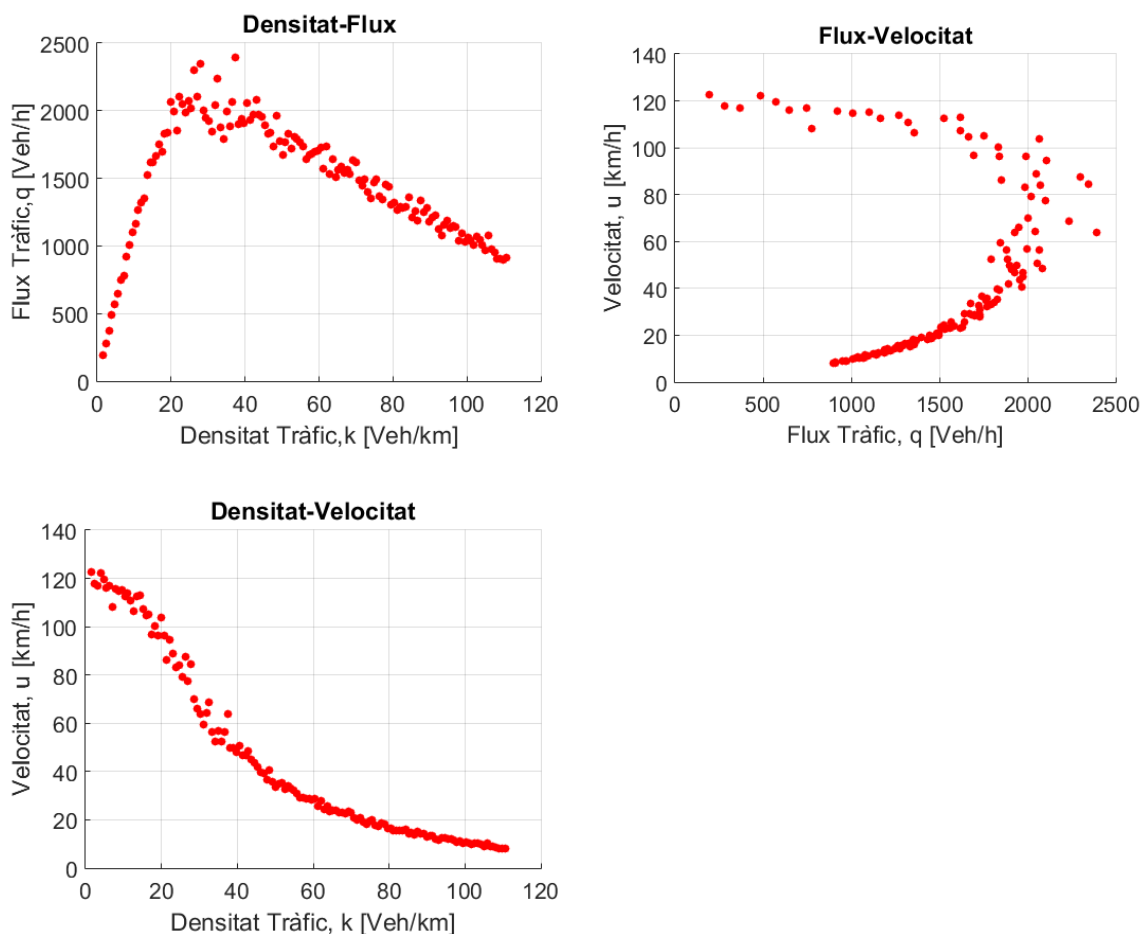 Densitat-Flux
Flux Tràfic,q [Veh/h]
2500
2000
1500
1000
500
0
0 20 40 60 80 100 120
Densitat Tràfic,k [Veh/km]
Flux-Velocitat
Velocitat, u [km/h]
140
120
100
80
60
40
20
0
0 500 1000 1500 2000 2500
Flux Tràfic, q [Veh/h]
Densitat-Velocitat
Velocitat, u [km/h]
140
120
100
80
60
40
20
0
0 20 40 60 80 100 120
Densitat Tràfic, k [Veh/km]